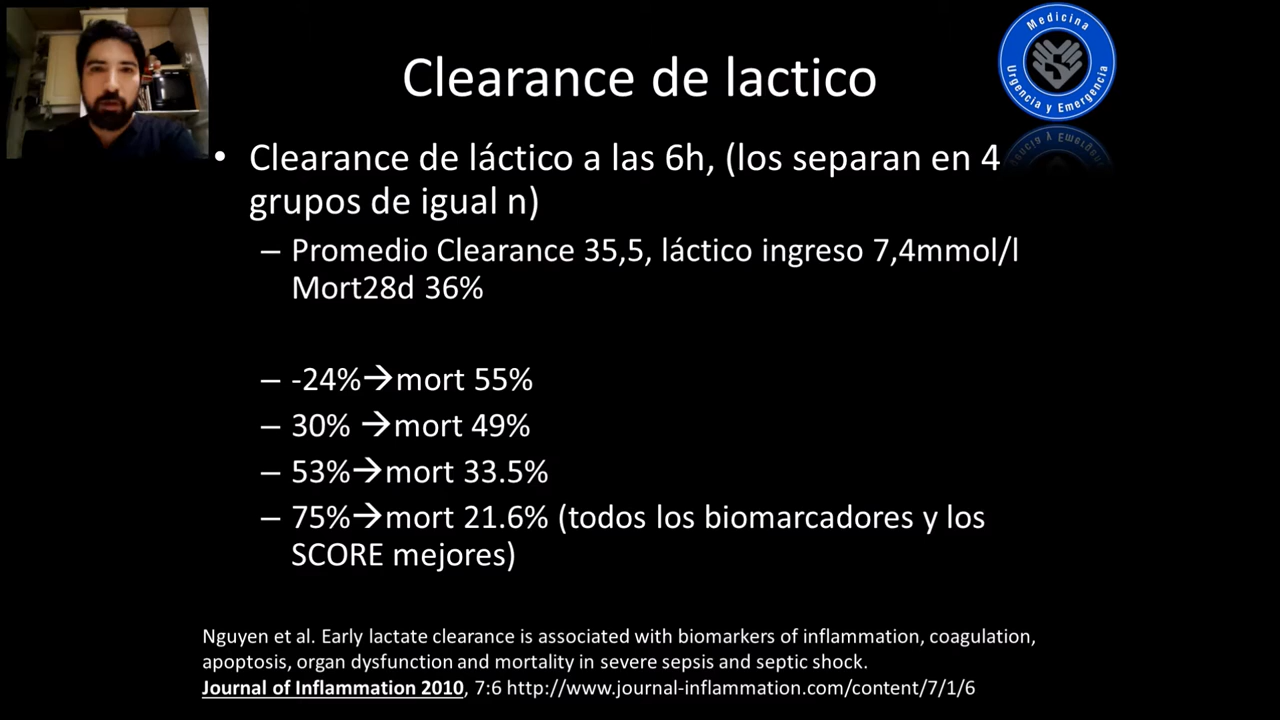 Medicina
Urgencia y Emergencia
Clearance de lactico
• Clearance de láctico a las 6h, (los separan en 4
grupos de igual n)
– Promedio Clearance 35,5, láctico ingreso 7,4mmol/l
Mort28d 36%
– -24%→mort 55%
– 30% →mort 49%
– 53%→mort 33.5%
– 75%→mort 21.6% (todos los biomarcadores y los
SCORE mejores)
Nguyen et al. Early lactate clearance is associated with biomarkers of inflammation, coagulation,
apoptosis, organ dysfunction and mortality in severe sepsis and septic shock.
Journal of Inflammation 2010, 7:6 http://www.journal-inflammation.com/content/7/1/6